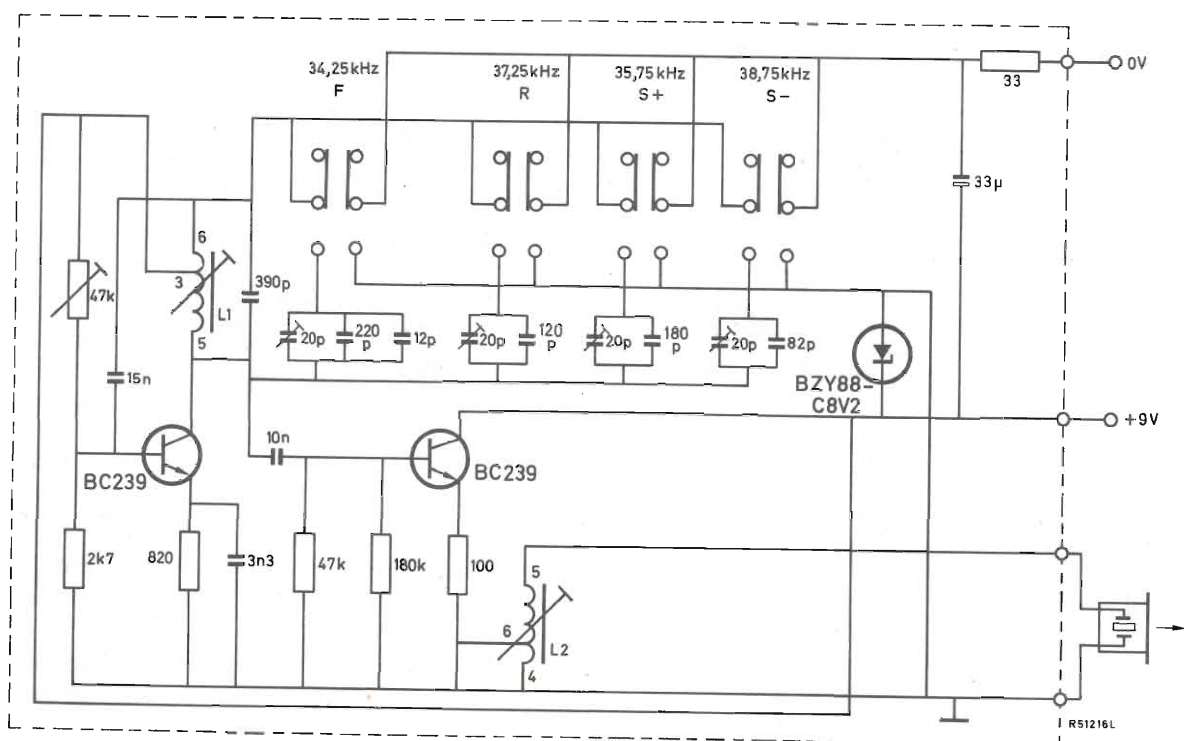 34,25kHz
F
37,25kHz
R
35,75kHz
S+
38,75kHz
S-
33
0V
33μ
6
3
L1
5
47k
390p
15n
20p
220
p
12p
20p
120
p
20p
180
p
20p
82p
BZY88-
C8V2
+9V
10n
BC239
BC239
2k7
820
3n3
47k
180k
100
5
6
L2
4
R51216L